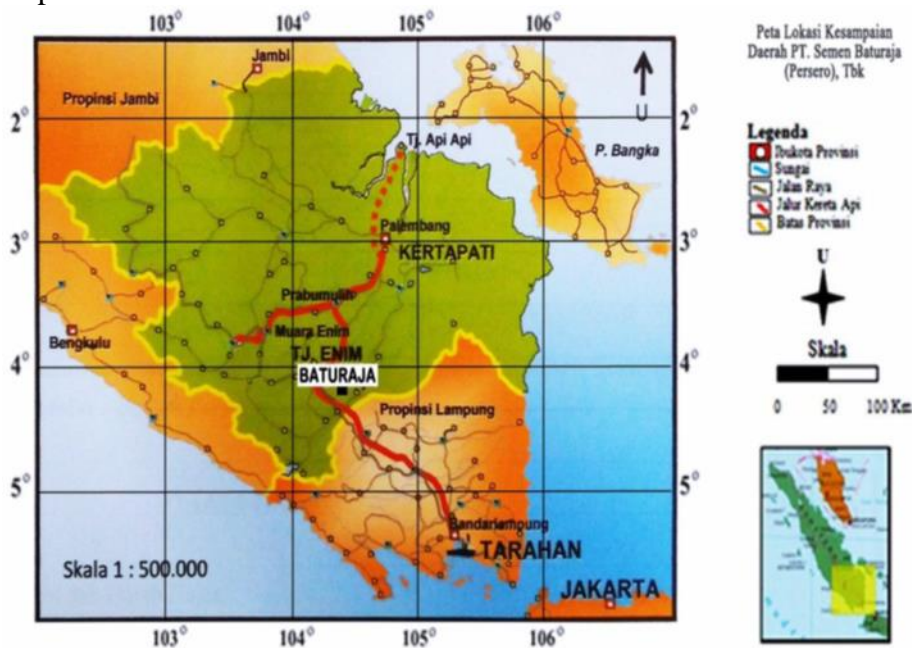 103° 104° 105° 106°
Peta Lokasi Kesampaian
Daerah PT. Semen Baturaja
(Persero), Tbk
Jambi
Propinsi Jambi
U
2° 2°
Tj. Api Api
P. Bangka
Legenda
Ibukota Provinsi
Sungai
Jalan Raya
Jalur Kereta Api
Batas Provinsi
Palembang
3° 3°
KERTAPATI
U
Prabumulih
Muara Enim
Bengkulu
TJ. ENIM
4° 4°
BATURAJA
Skala
0 50 100 Km
Propinsi Lampung
5° 5°
Bandarlampung
TARAHAN
Skala 1 : 500.000
JAKARTA
103° 104° 105° 106°